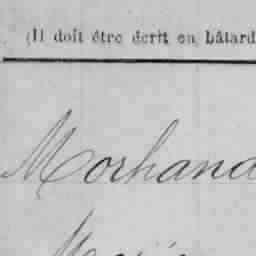 (Il doit être écrit en bâtard
Morhand